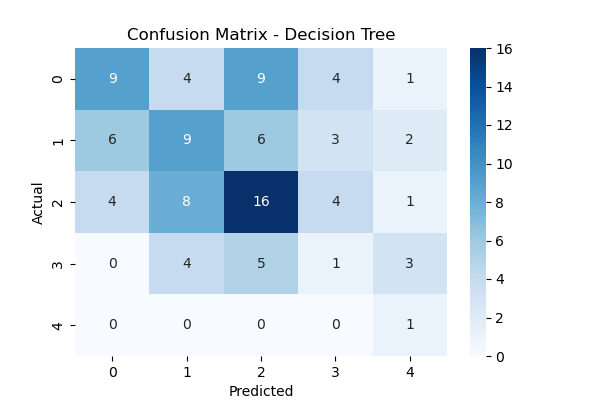 Confusion Matrix - Decision Tree
0 9 4 9 4 1
1 6 9 6 3 2
2 4 8 16 4 1
3 0 4 5 1 3
4 0 0 0 0 1
0 1 2 3 4
Actual
Predicted
16
14
12
10
8
6
4
2
0